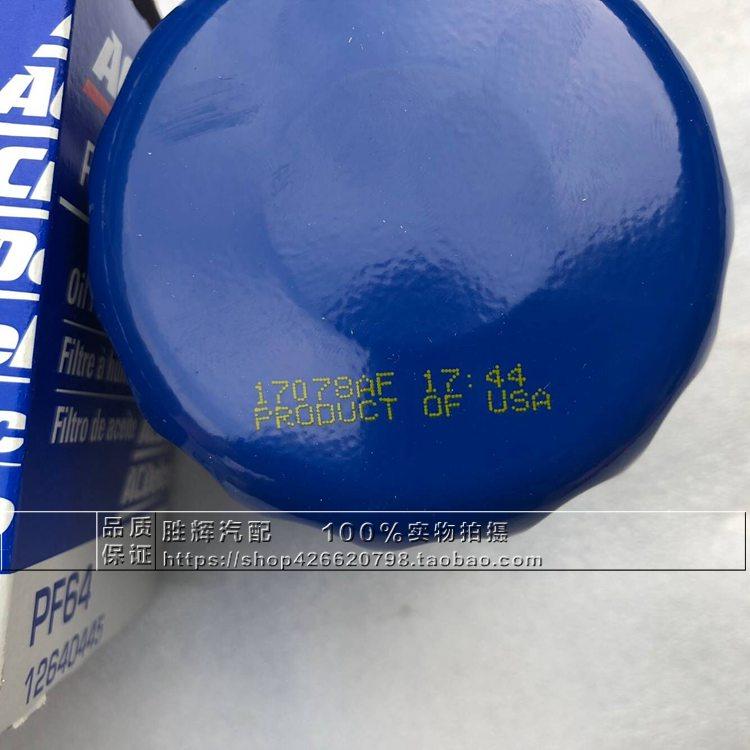 Filtre à
Filtro de aceite
17078AF 17:44
PRODUCT OF USA
品质
保证
胜辉汽配 100%实物拍摄
https://shop426620798.taobao.com
PF64
12640445